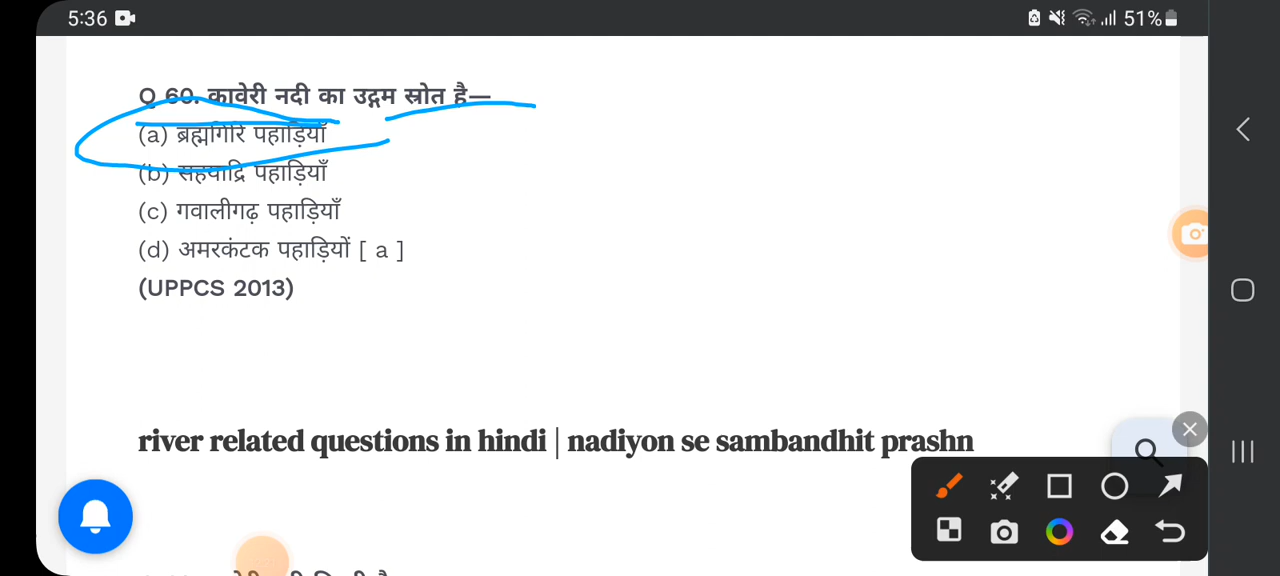 5:36 51%
Q 60. कावेरी नदी का उद्गम स्रोत है—
(a) ब्रह्मगिरि पहाड़ियाँ
(b) सहयाद्रि पहाड़ियाँ
(c) गवालीगढ़ पहाड़ियाँ
(d) अमरकंटक पहाड़ियों [ a ]
(UPPCS 2013)
river related questions in hindi | nadiyon se sambandhit prashn